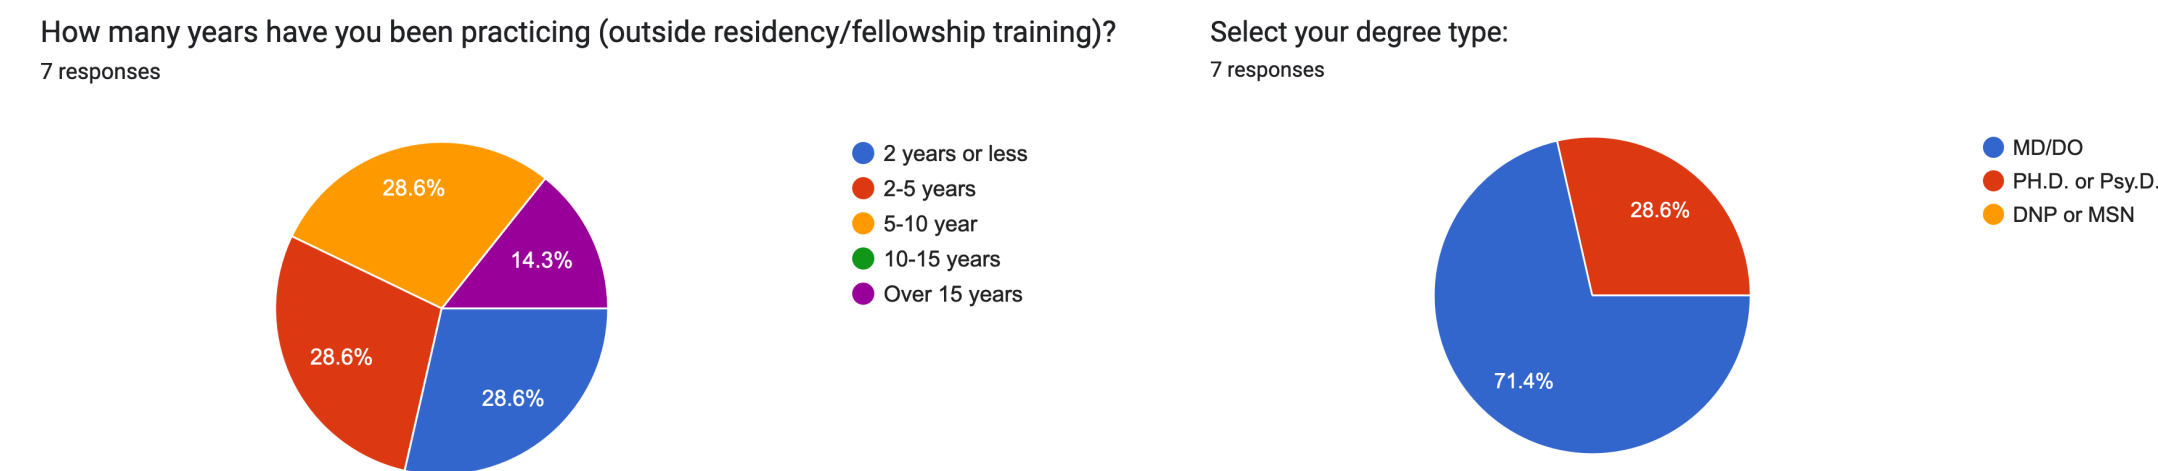 How many years have you been practicing (outside residency/fellowship training)?
7 responses
28.6%
14.3%
28.6%
28.6%
2 years or less
2-5 years
5-10 year
10-15 years
Over 15 years
Select your degree type:
7 responses
28.6%
71.4%
MD/DO
PH.D. or Psy.D.
DNP or MSN